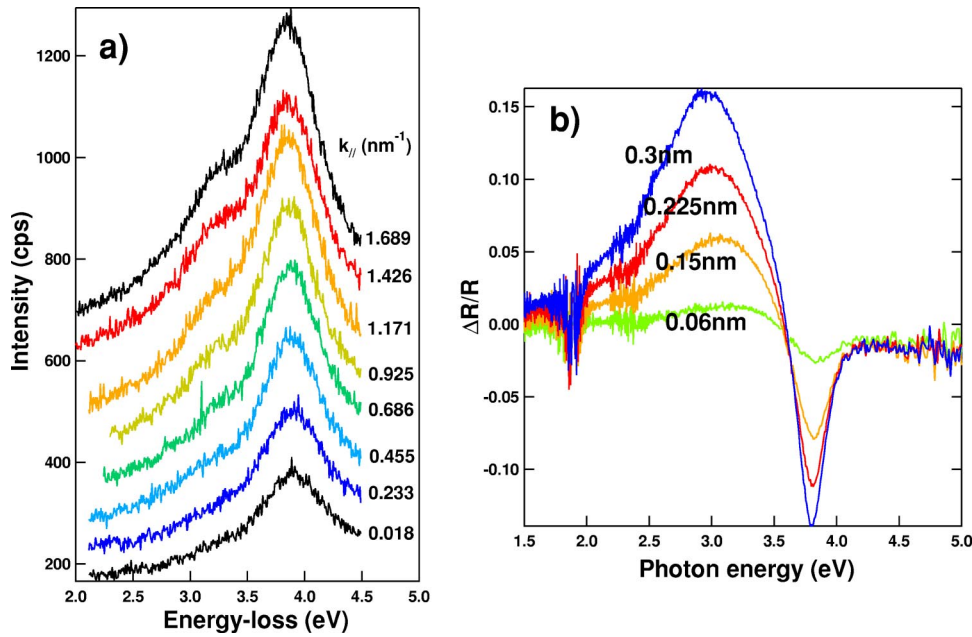 a)
1200
1000
800
600
400
200
Intensity (cps)
k// (nm-1)
1.689
1.426
1.171
0.925
0.686
0.455
0.233
0.018
2.0 2.5 3.0 3.5 4.0 4.5 5.0
Energy-loss (eV)
b)
0.15
0.10
0.05
0.00
-0.05
-0.10
ΔR/R
0.3nm
0.225nm
0.15nm
0.06nm
1.5 2.0 2.5 3.0 3.5 4.0 4.5 5.0
Photon energy (eV)